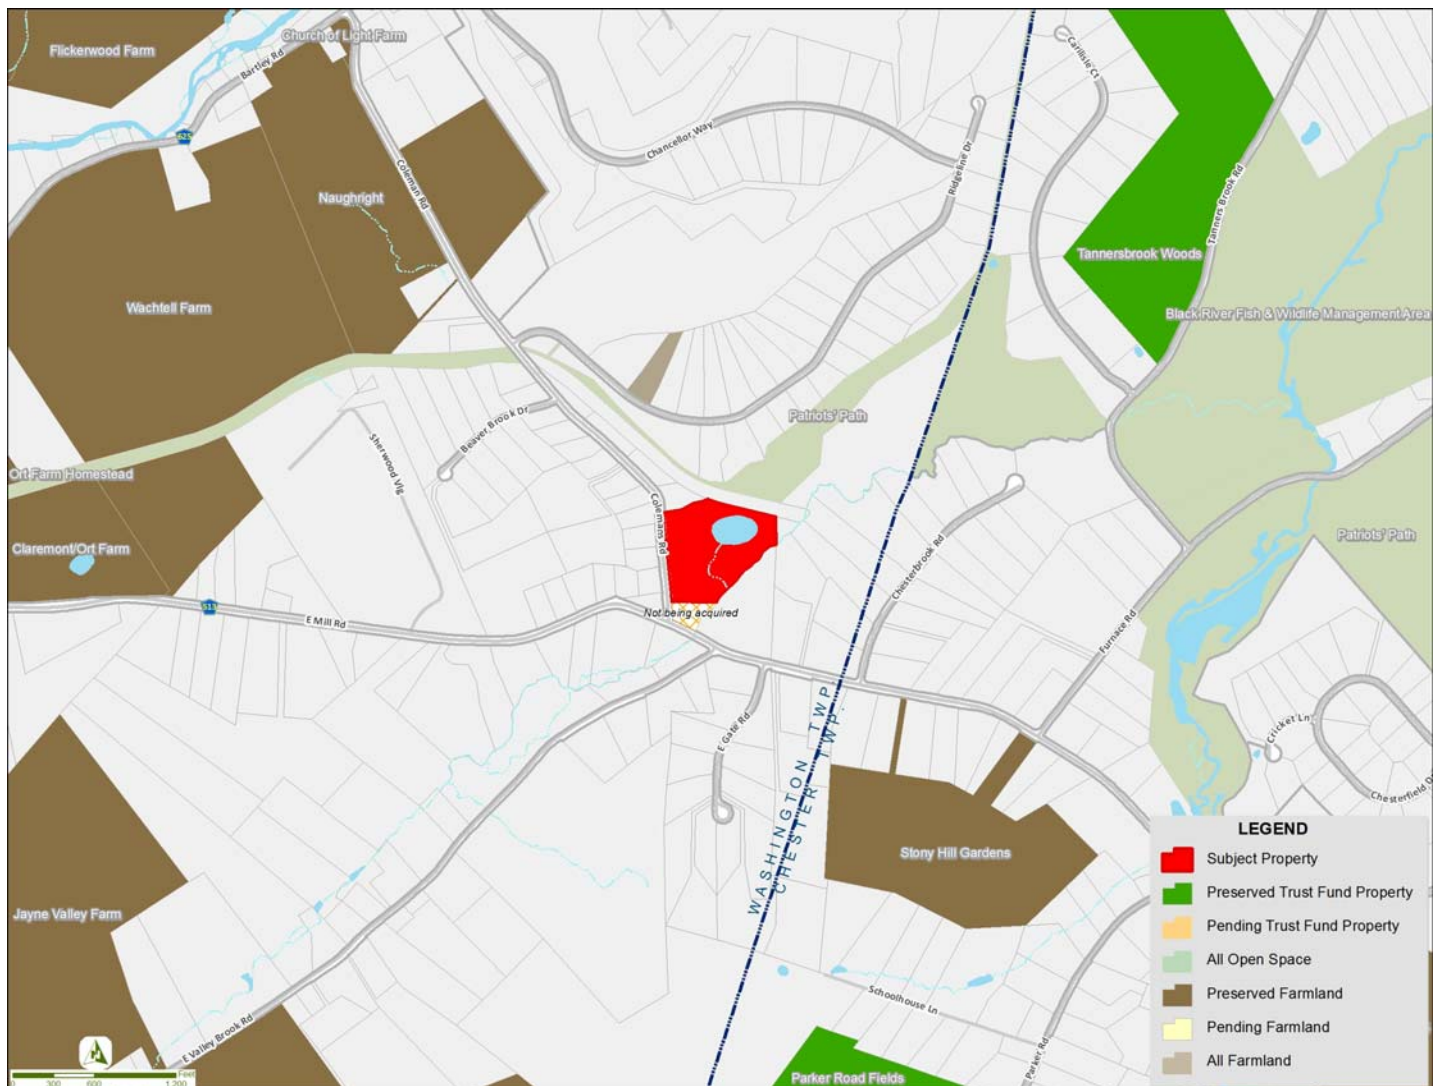 Flickerwood Farm
Church of Light Farm
Bartley Rd
625
Carlisle Ct
Chancellor Way
Ridgeline Dr
Coleman Rd
Naughright
Tanners Brook Rd
Tannersbrook Woods
Wachtell Farm
Black River Fish & Wildlife Management Area
Patriots' Path
Beaver Brook Dr
Sherwood Vlg
Ort Farm Homestead
Colemans Rd
Claremont/Ort Farm
Patriots' Path
Chesterbrook Rd
513
E Mill Rd
Not being acquired
Furnace Rd
WASHINGTON TWP.
CHESTER TWP.
E Gate Rd
Cricket Ln
Chesterfield Dr
Stony Hill Gardens
Jayne Valley Farm
E Valley Brook Rd
Schoolhouse Ln
Parker Rd
Parker Road Fields
LEGEND
Subject Property
Preserved Trust Fund Property
Pending Trust Fund Property
All Open Space
Preserved Farmland
Pending Farmland
All Farmland
N
Feet
0 300 600 1,200